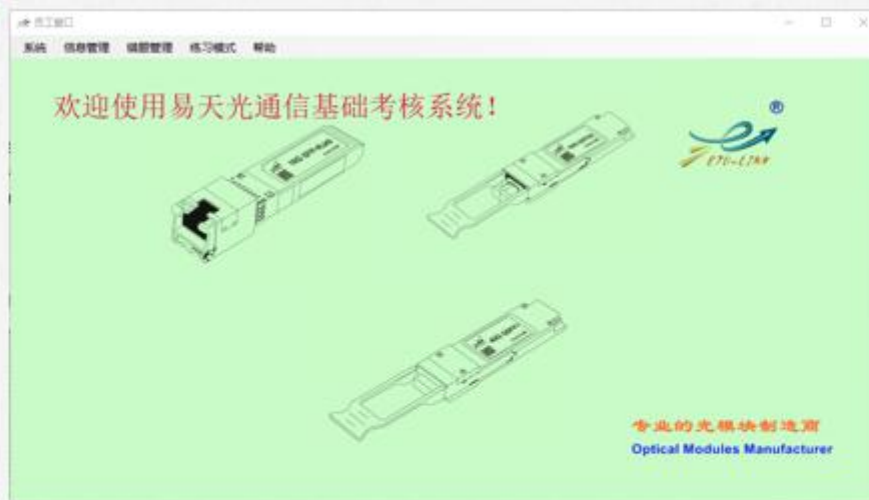 员工窗口
系统 信息管理 错题管理 练习模式 帮助
欢迎使用易天光通信基础考核系统!
®
ETU-LINK
专业的光模块制造商
Optical Modules Manufacturer